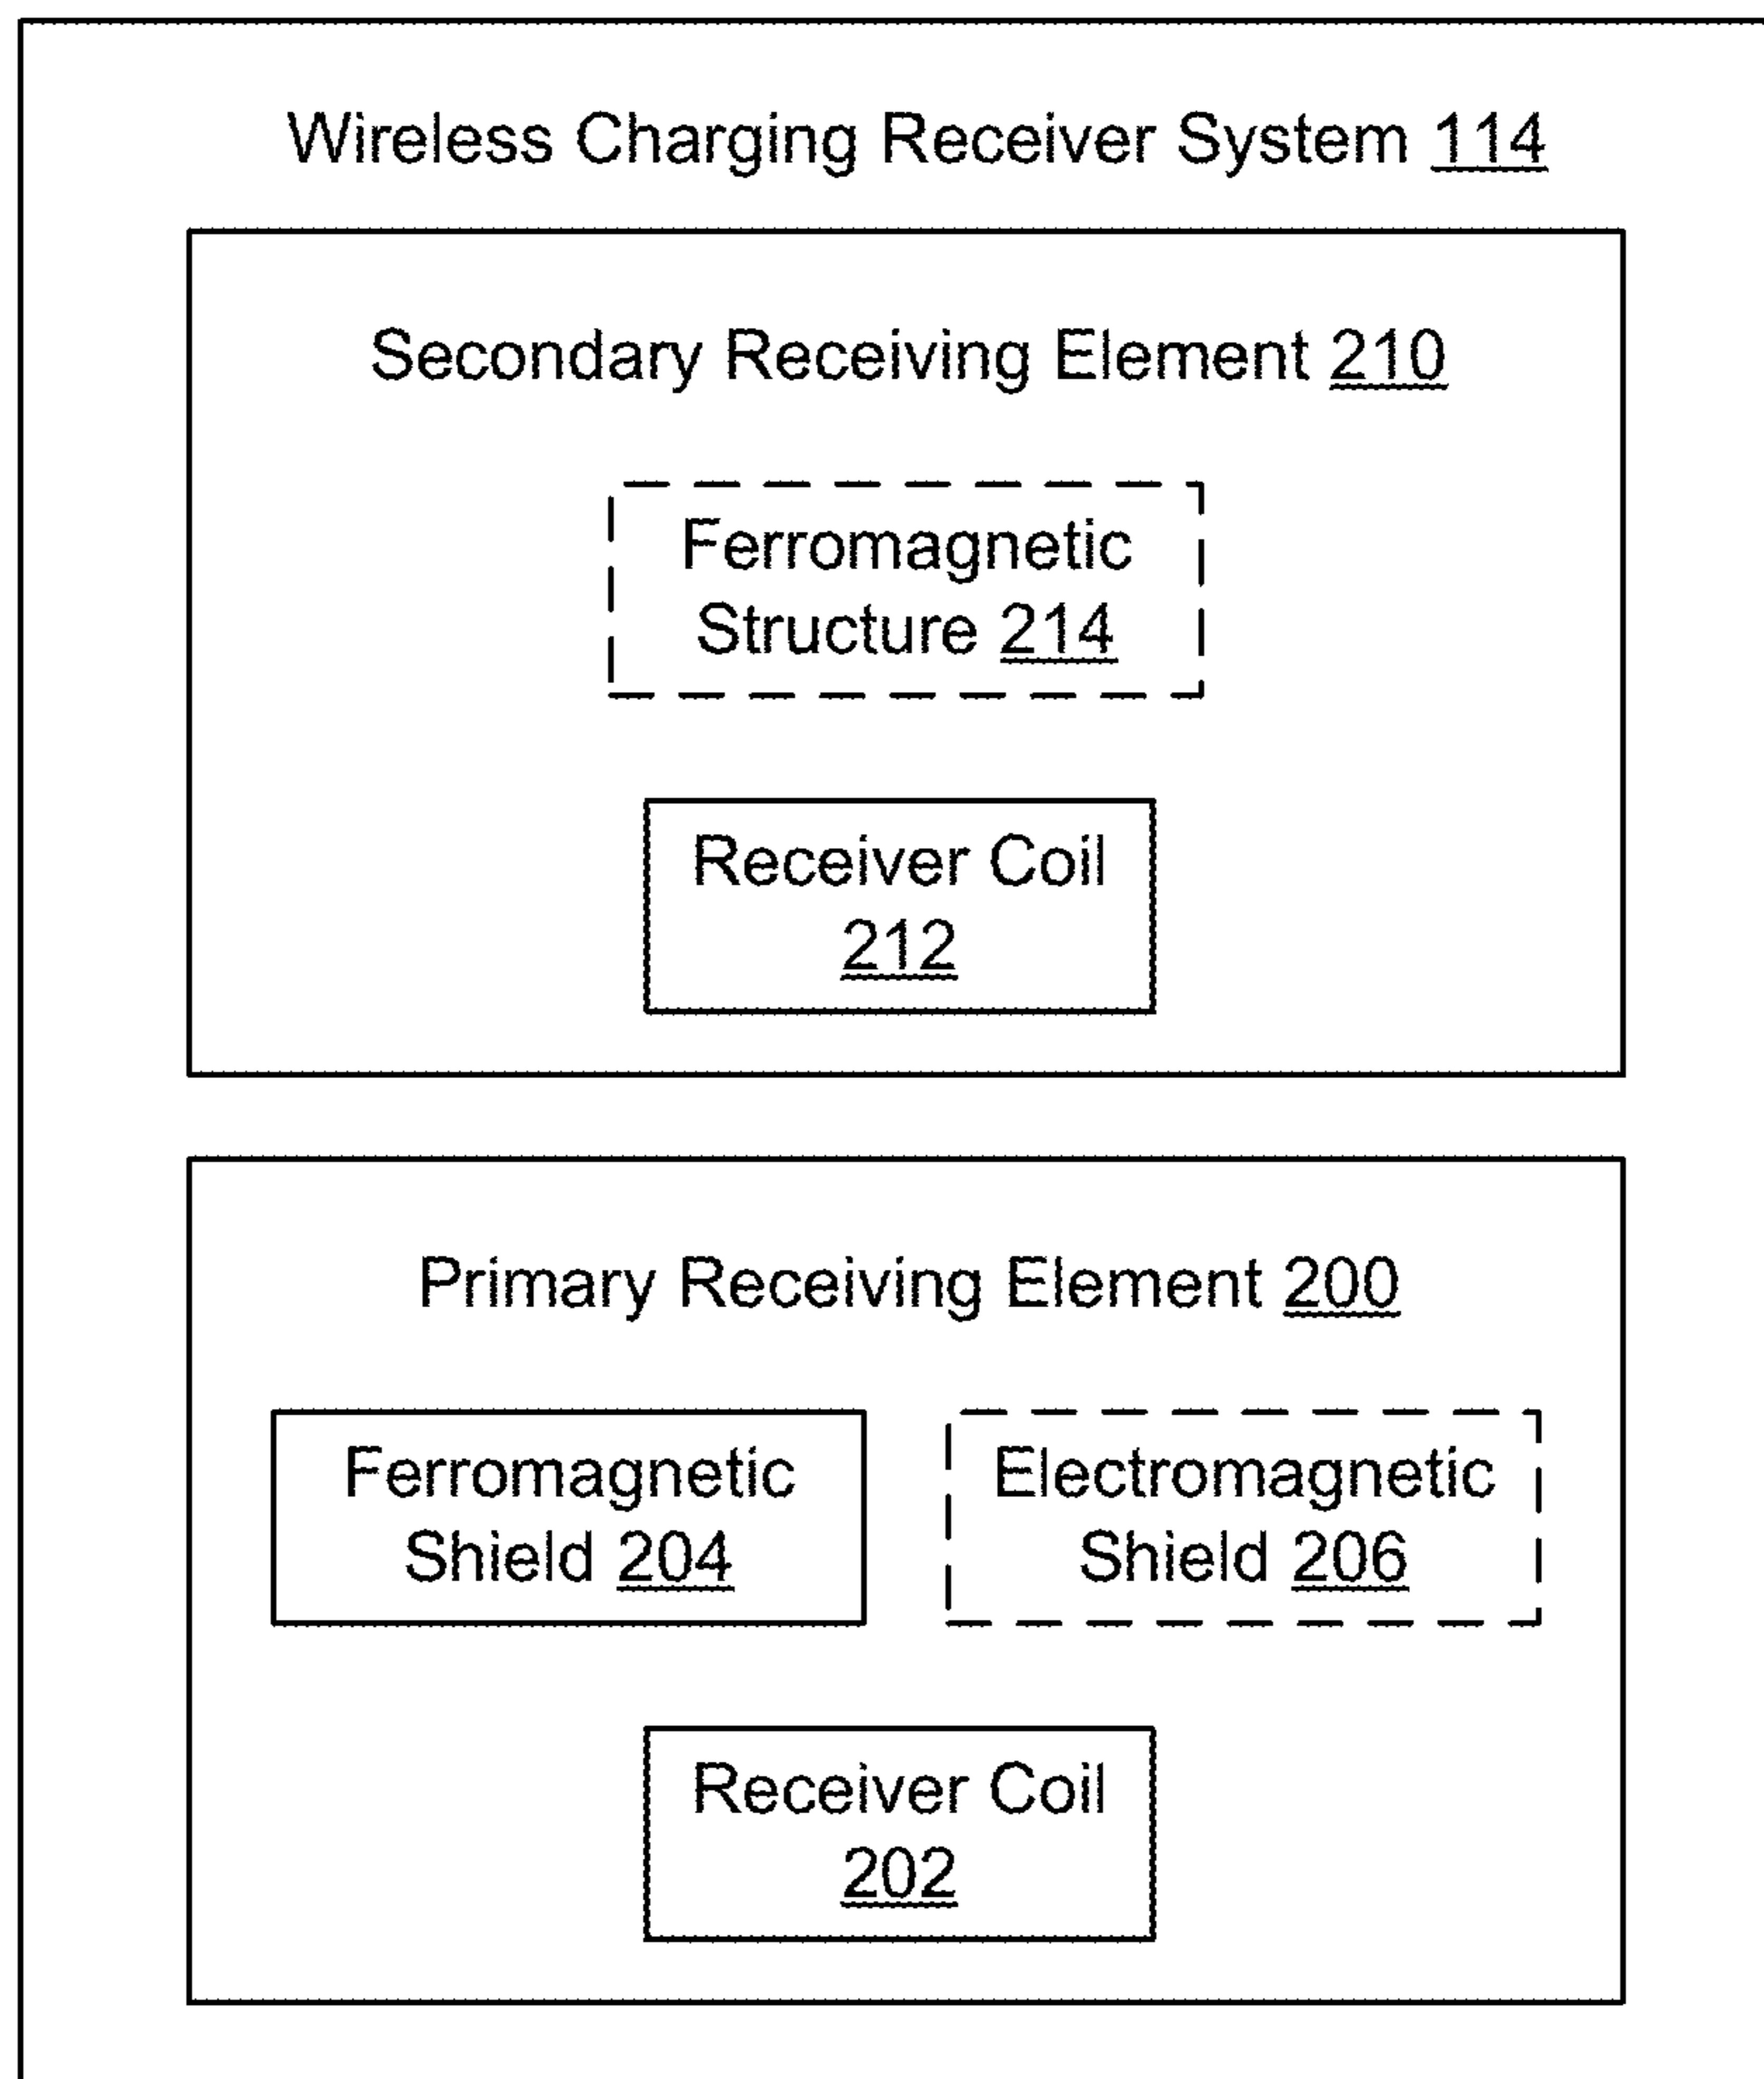 Wireless Charging Receiver System 114
Secondary Receiving Element 210
Ferromagnetic
Structure 214
Receiver Coil
212
Primary Receiving Element 200
Ferromagnetic
Shield 204
Electromagnetic
Shield 206
Receiver Coil
202